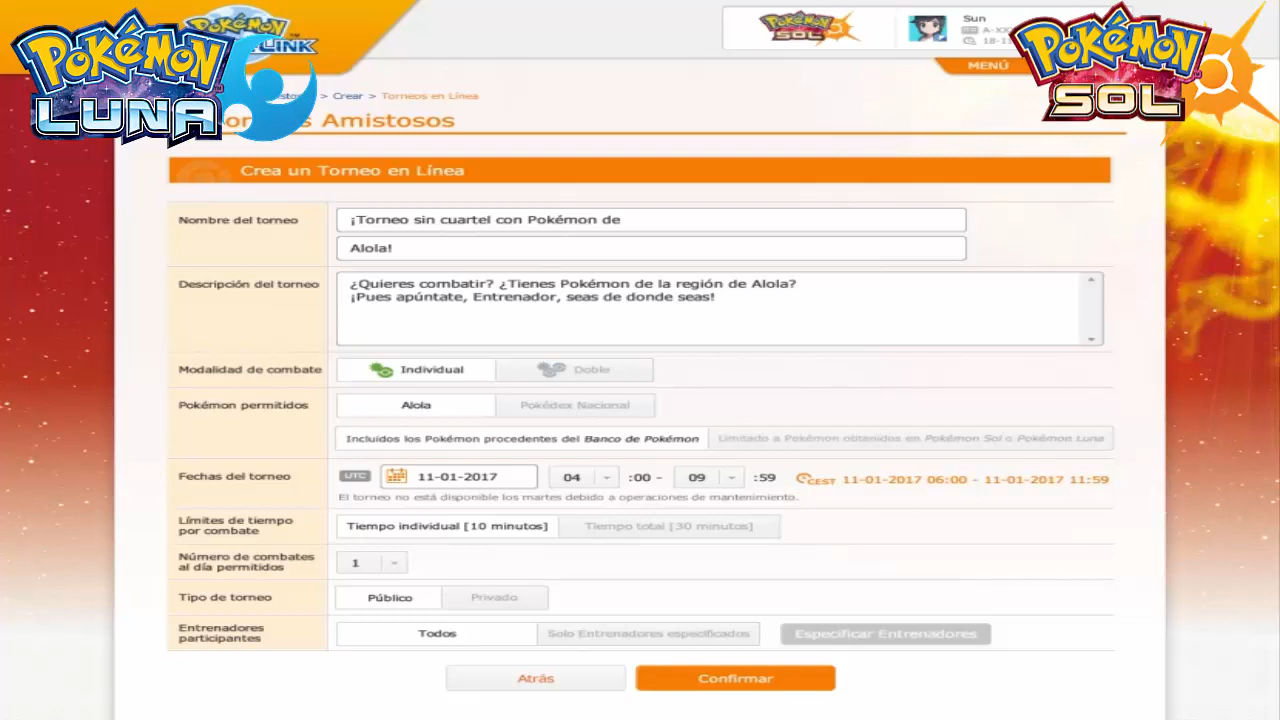 Pokémon
LINK
Pokémon
LUNA
Pokémon
SOL
Sun
MENÚ
Pokémon
SOL
> Crear > Torneos en Línea
Amistosos
Crea un Torneo en Línea
Nombre del torneo
¡Torneo sin cuartel con Pokémon de
Alola!
Descripción del torneo
¿Quieres combatir? ¿Tienes Pokémon de la región de Alola?
¡Pues apúntate, Entrenador, seas de donde seas!
Modalidad de combate Individual Doble
Pokémon permitidos Alola Pokédex Nacional
Incluidos los Pokémon procedentes del Banco de Pokémon Limitado a Pokémon obtenidos en Pokémon Sol o Pokémon Luna
Fechas del torneo UTC 11-01-2017 04 :00 - 09 :59 CEST 11-01-2017 06:00 - 11-01-2017 11:59
El torneo no está disponible los martes debido a operaciones de mantenimiento.
Límites de tiempo
por combate
Tiempo individual [10 minutos] Tiempo total [30 minutos]
Número de combates
al día permitidos
1
Tipo de torneo Público Privado
Entrenadores
participantes
Todos Solo Entrenadores especificados Especificar Entrenadores
Atrás Confirmar